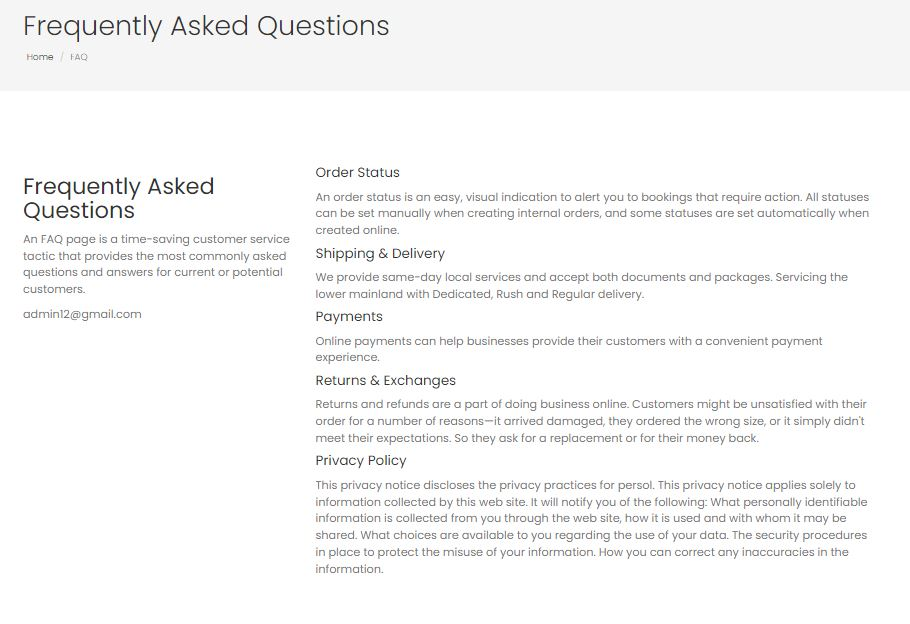 Frequently Asked Questions
Home / FAQ
Frequently Asked
Questions
An FAQ page is a time-saving customer service
tactic that provides the most commonly asked
questions and answers for current or potential
customers.
admin12@gmail.com
Order Status
An order status is an easy, visual indication to alert you to bookings that require action. All statuses
can be set manually when creating internal orders, and some statuses are set automatically when
created online.
Shipping & Delivery
We provide same-day local services and accept both documents and packages. Servicing the
lower mainland with Dedicated, Rush and Regular delivery.
Payments
Online payments can help businesses provide their customers with a convenient payment
experience.
Returns & Exchanges
Returns and refunds are a part of doing business online. Customers might be unsatisfied with their
order for a number of reasons—it arrived damaged, they ordered the wrong size, or it simply didn't
meet their expectations. So they ask for a replacement or for their money back.
Privacy Policy
This privacy notice discloses the privacy practices for persol. This privacy notice applies solely to
information collected by this web site. It will notify you of the following: What personally identifiable
information is collected from you through the web site, how it is used and with whom it may be
shared. What choices are available to you regarding the use of your data. The security procedures
in place to protect the misuse of your information. How you can correct any inaccuracies in the
information.